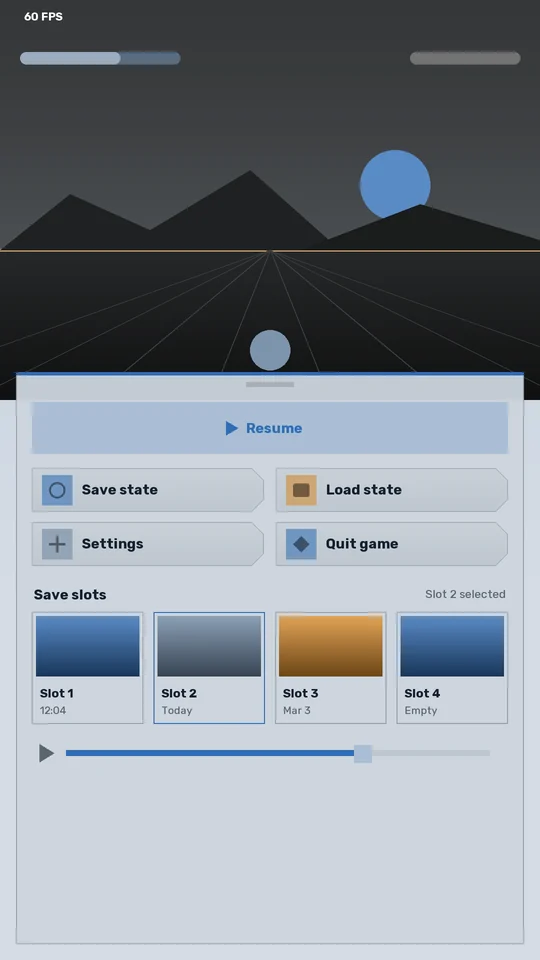 60 FPS
Resume
Save state
Load state
Settings
Quit game
Save slots
Slot 2 selected
Slot 1
12:04
Slot 2
Today
Slot 3
Mar 3
Slot 4
Empty